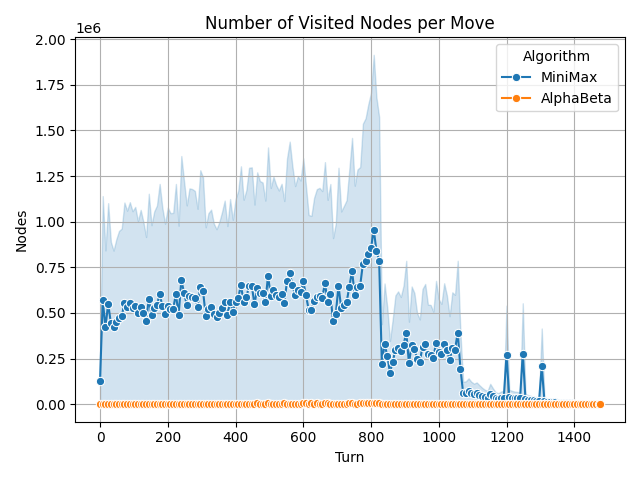 Number of Visited Nodes per Move
1e6
2.00
1.75
1.50
1.25
1.00
0.75
0.50
0.25
0.00
Nodes
Algorithm
MiniMax
AlphaBeta
0 200 400 600 800 1000 1200 1400
Turn